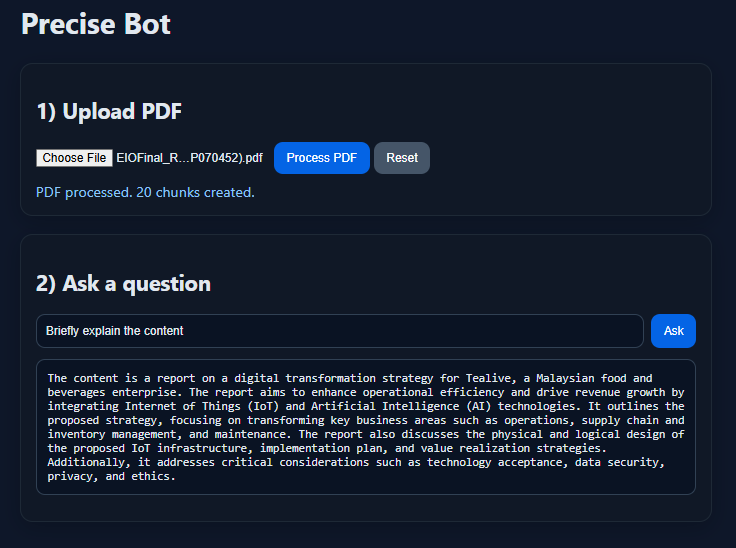 Precise Bot
1) Upload PDF
Choose File EIOFinal_R...P070452).pdf Process PDF Reset
PDF processed. 20 chunks created.
2) Ask a question
Briefly explain the content Ask
The content is a report on a digital transformation strategy for Tealive, a Malaysian food and
beverages enterprise. The report aims to enhance operational efficiency and drive revenue growth by
integrating Internet of Things (IoT) and Artificial Intelligence (AI) technologies. It outlines the
proposed strategy, focusing on transforming key business areas such as operations, supply chain and
inventory management, and maintenance. The report also discusses the physical and logical design of
the proposed IoT infrastructure, implementation plan, and value realization strategies.
Additionally, it addresses critical considerations such as technology acceptance, data security,
privacy, and ethics.